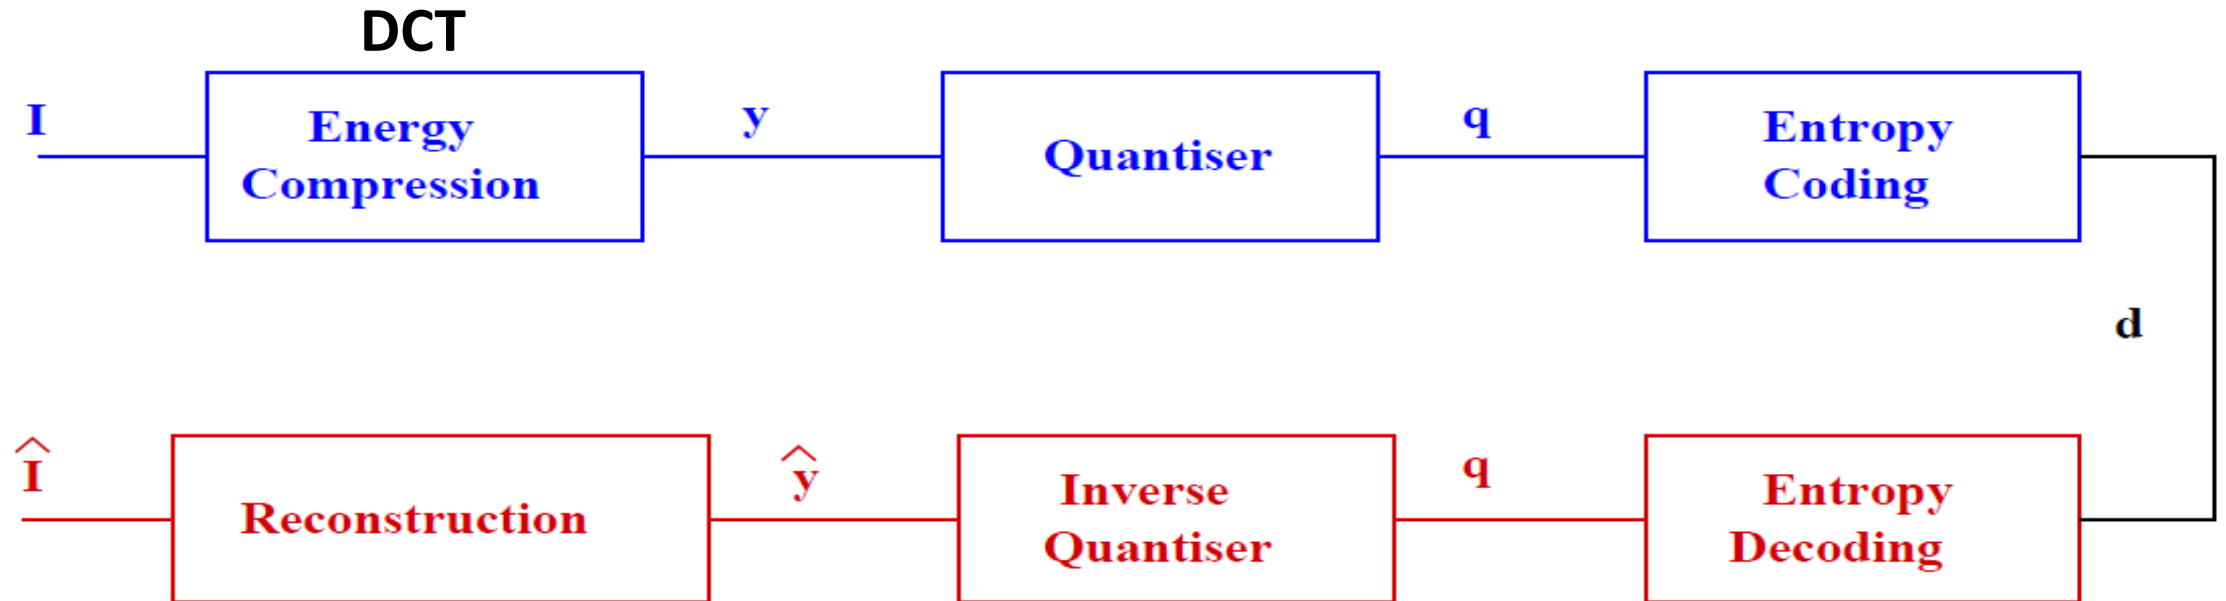 DCT
I
Energy
Compression
y
Quantiser
q
Entropy
Coding
d
Î
Reconstruction
ŷ
Inverse
Quantiser
q
Entropy
Decoding